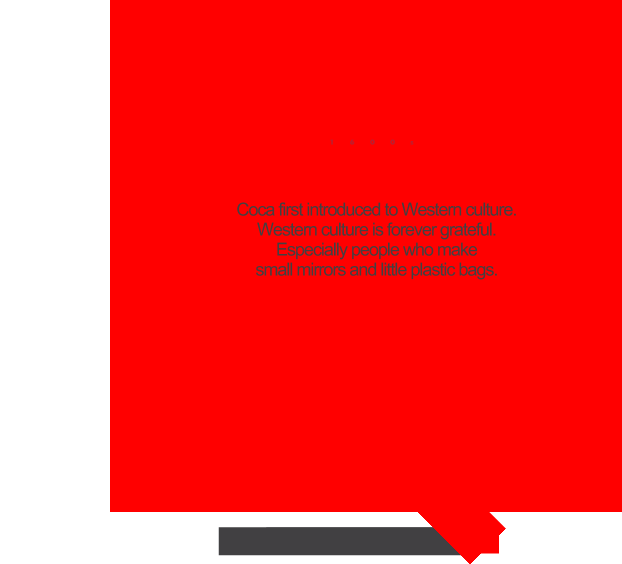 Coca first introduced to Western culture.
Western culture is forever grateful.
Especially people who make
small mirrors and little plastic bags.